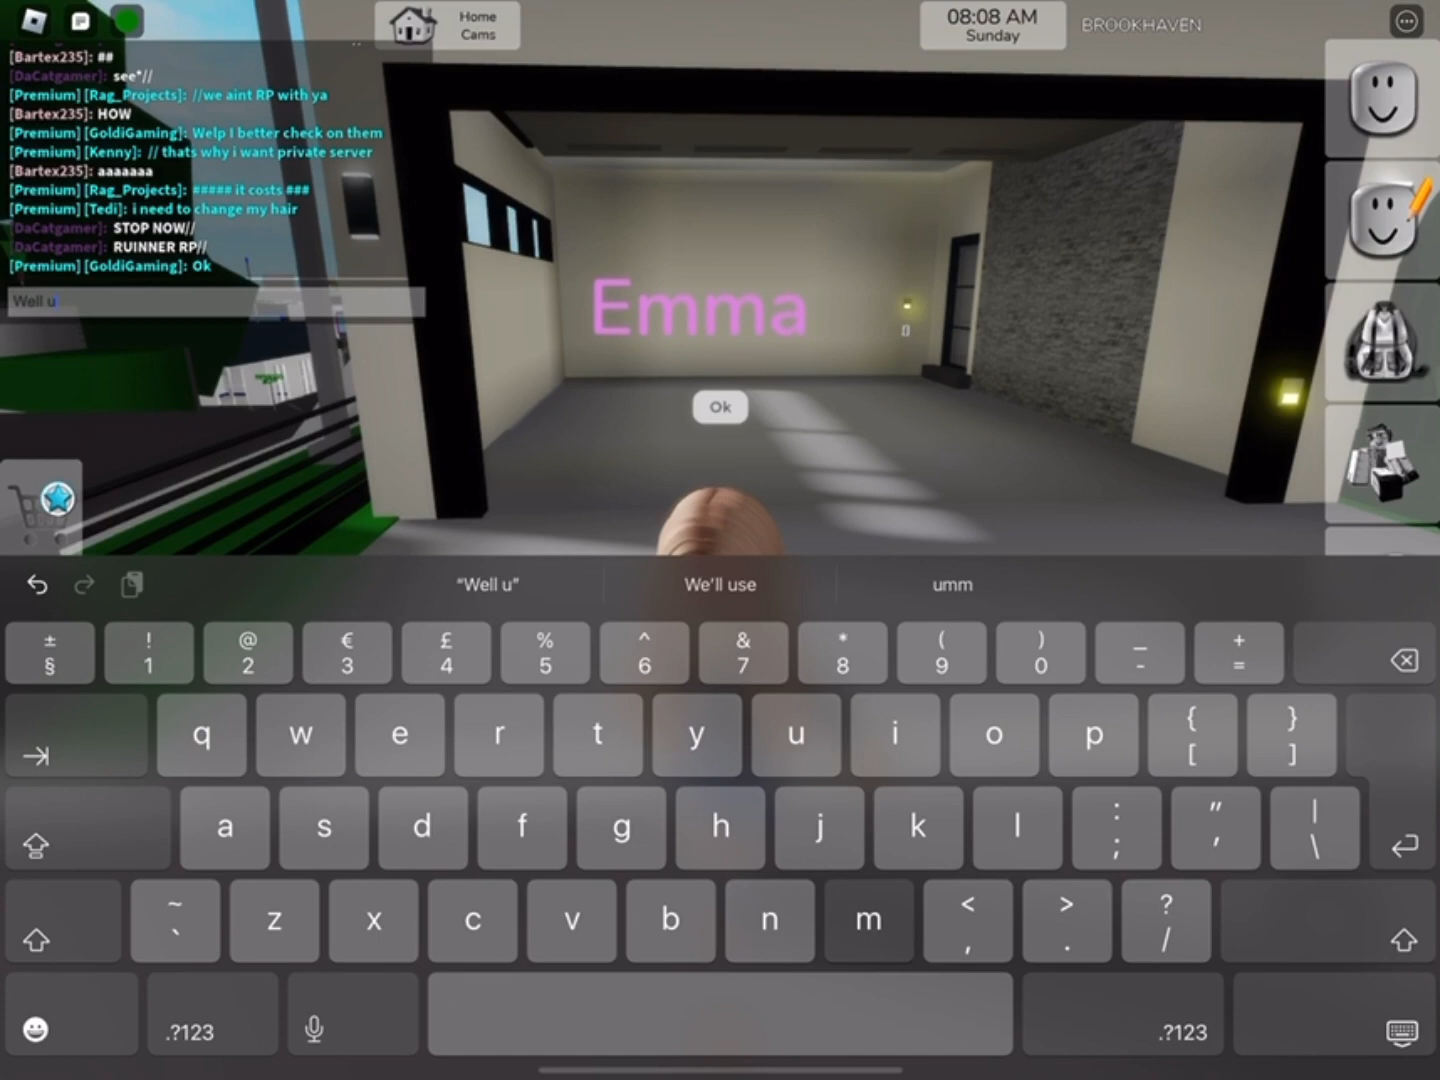 Home
Cams
08:08 AM
Sunday
BROOKHAVEN
[Bartex235]: ##
[DaCatgamer]: see*//
[Premium] [Rag_Projects]: //we aint RP with ya
[Bartex235]: HOW
[Premium] [GoldiGaming]: Welp I better check on them
[Premium] [Kenny]: // thats why i want private server
[Bartex235]: aaaaaaa
[Premium] [Rag_Projects]: ##### it costs ###
[Premium] [Tedi]: i need to change my hair
[DaCatgamer]: STOP NOW//
[DaCatgamer]: RUINNER RP//
[Premium] [GoldiGaming]: Ok
Well u
Emma
Ok
“Well u” We'll use umm
± ! @ € £ % ^ & * ( ) _ +
§ 1 2 3 4 5 6 7 8 9 0 - =
q w e r t y u i o p { }
[ ]
a s d f g h j k l : " |
; ' \
~ z x c v b n m < > ?
` , . /
.?123 .?123